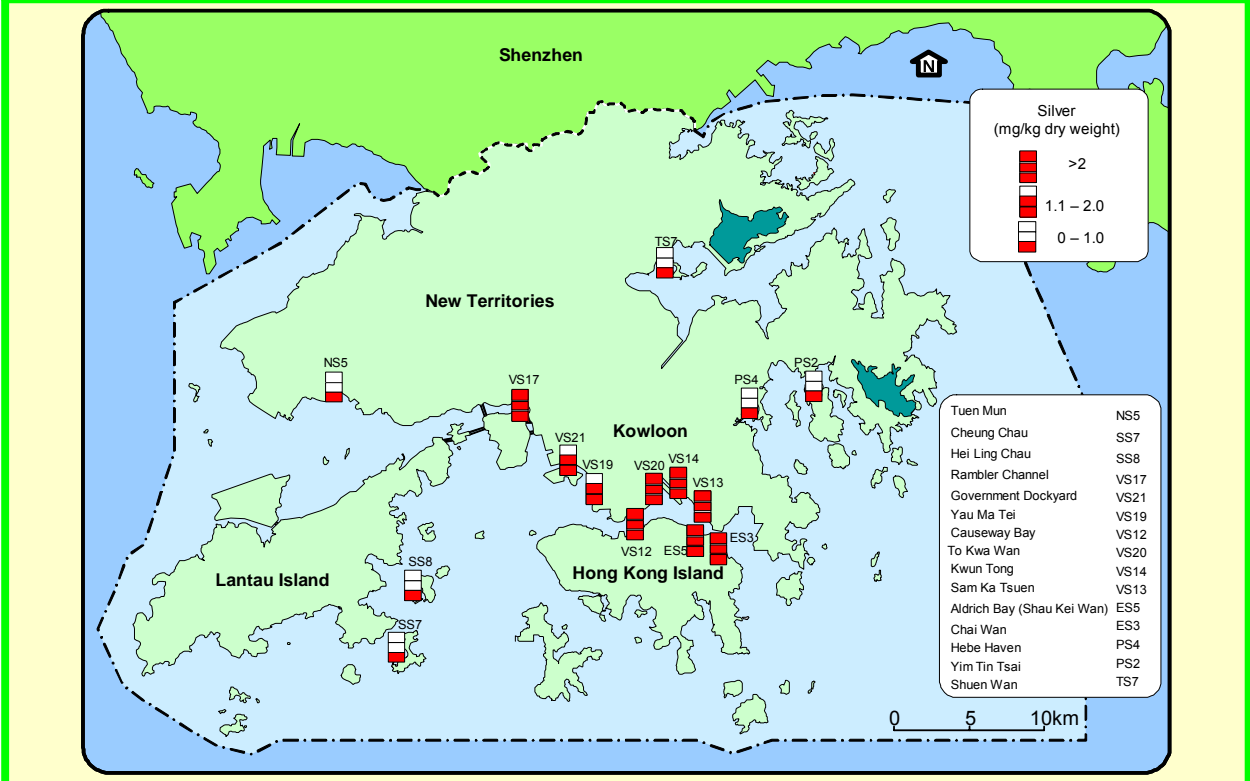 Shenzhen
N
Silver
(mg/kg dry weight)
>2
1.1 – 2.0
0 – 1.0
TS7
New Territories
NS5
VS17
PS4
PS2
Kowloon
VS21
VS19
VS20
VS14
VS13
VS12
ES5
ES3
Hong Kong Island
Lantau Island
SS8
SS7
Tuen Mun NS5
Cheung Chau SS7
Hei Ling Chau SS8
Rambler Channel VS17
Government Dockyard VS21
Yau Ma Tei VS19
Causeway Bay VS12
To Kwa Wan VS20
Kwun Tong VS14
Sam Ka Tsuen VS13
Aldrich Bay (Shau Kei Wan) ES5
Chai Wan ES3
Hebe Haven PS4
Yim Tin Tsai PS2
Shuen Wan TS7
0 5 10km